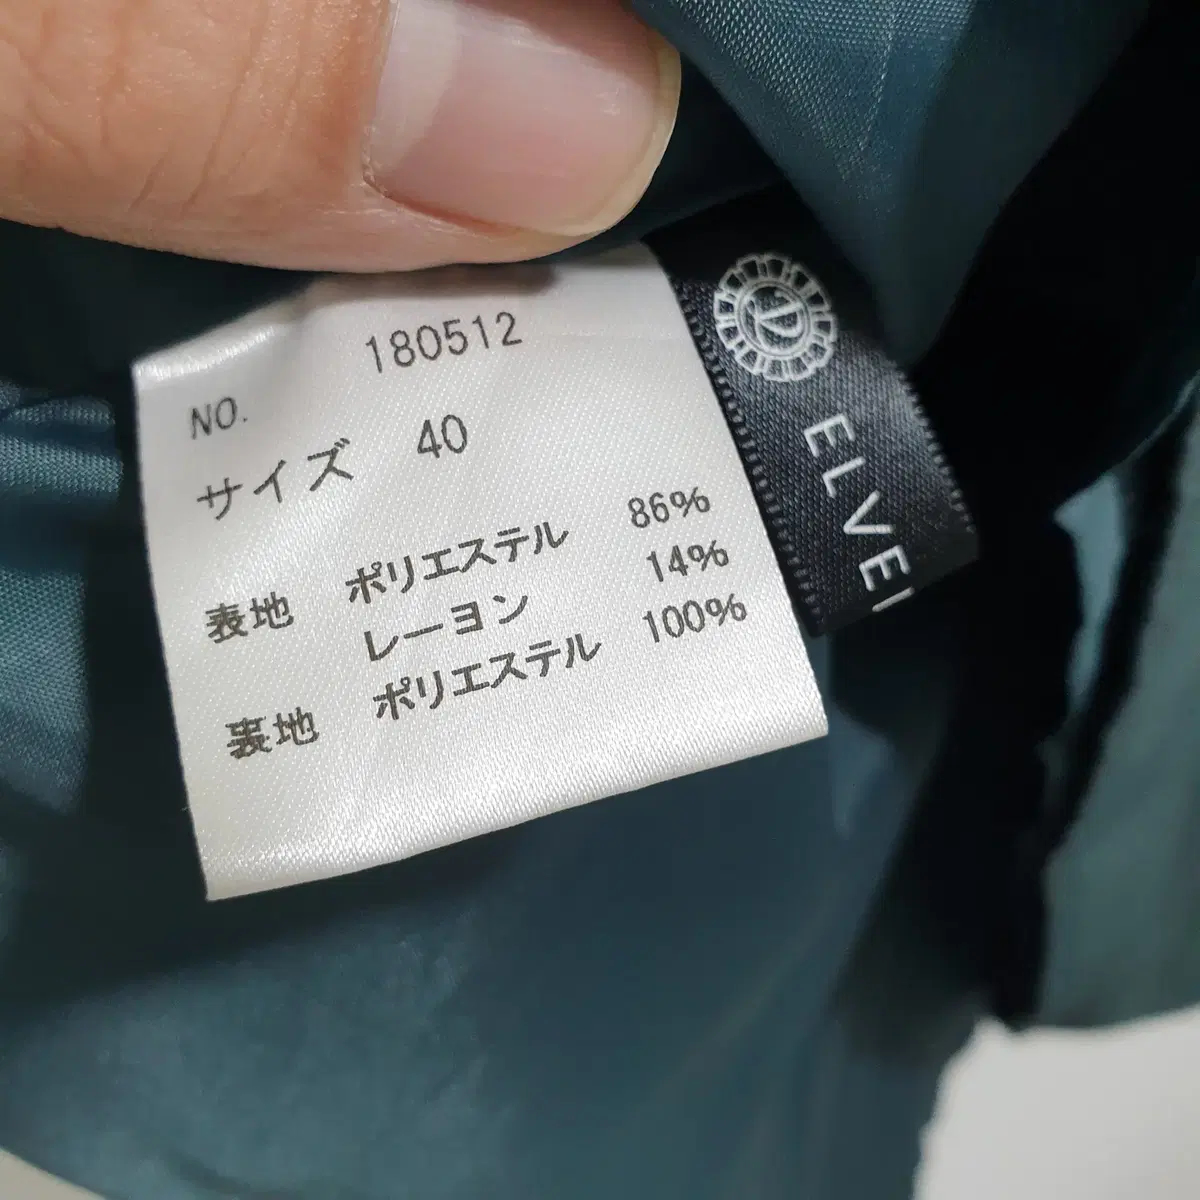 NO. 180512
サイズ 40
表地 ポリエステル 86%
レーヨン 14%
裏地 ポリエステル 100%